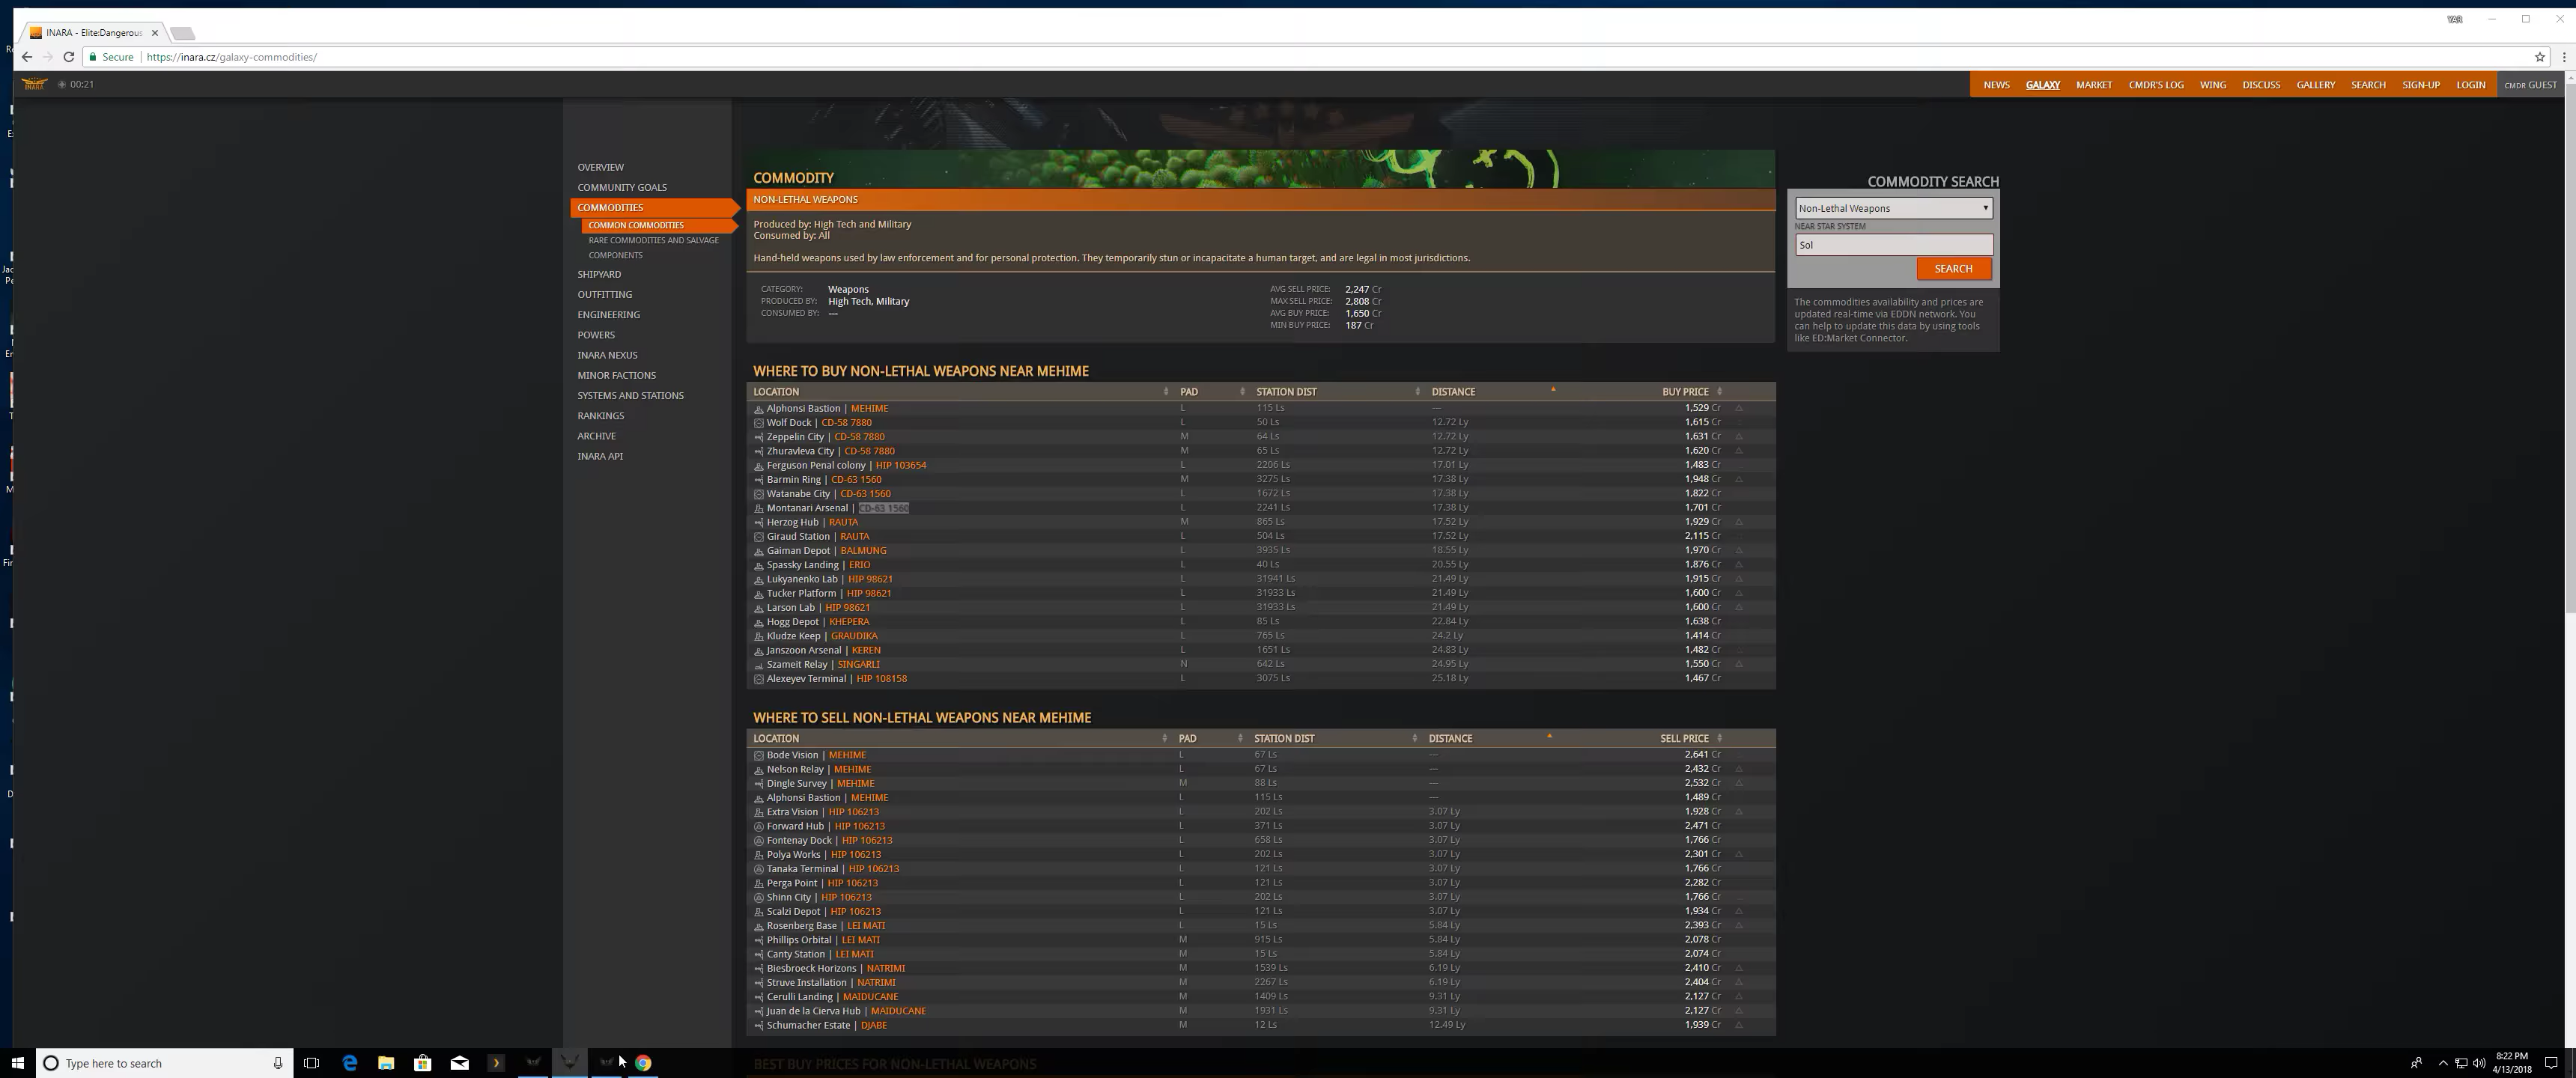 INARA - Elite:Dangerous
YAR
Secure
https://inara.cz/galaxy-commodities/
INARA
00:21
NEWS GALAXY MARKET CMDR'S LOG WING DISCUSS GALLERY SEARCH SIGN-UP LOGIN CMDR GUEST
OVERVIEW
COMMUNITY GOALS
COMMODITIES
COMMON COMMODITIES
RARE COMMODITIES AND SALVAGE
COMPONENTS
SHIPYARD
OUTFITTING
ENGINEERING
POWERS
INARA NEXUS
MINOR FACTIONS
SYSTEMS AND STATIONS
RANKINGS
ARCHIVE
INARA API
COMMODITY
NON-LETHAL WEAPONS
Produced by: High Tech and Military
Consumed by: All
Hand-held weapons used by law enforcement and for personal protection. They temporarily stun or incapacitate a human target, and are legal in most jurisdictions.
CATEGORY: Weapons
PRODUCED BY: High Tech, Military
CONSUMED BY: —
AVG SELL PRICE: 2,247 Cr
MAX SELL PRICE: 2,808 Cr
AVG BUY PRICE: 1,650 Cr
MIN BUY PRICE: 187 Cr
COMMODITY SEARCH
Non-Lethal Weapons
NEAR STAR SYSTEM
Sol
SEARCH
The commodities availability and prices are
updated real-time via EDDN network. You
can help to update this data by using tools
like ED:Market Connector.
WHERE TO BUY NON-LETHAL WEAPONS NEAR MEHIME
LOCATION PAD STATION DIST DISTANCE BUY PRICE
Alphonsi Bastion | MEHIME L 115 Ls — 1,529 Cr
Wolf Dock | CD-58 7880 L 50 Ls 12.72 Ly 1,615 Cr
Zeppelin City | CD-58 7880 M 64 Ls 12.72 Ly 1,631 Cr
Zhuravleva City | CD-58 7880 M 65 Ls 12.72 Ly 1,620 Cr
Ferguson Penal colony | HIP 103654 L 2206 Ls 17.01 Ly 1,483 Cr
Barmin Ring | CD-63 1560 M 3275 Ls 17.38 Ly 1,948 Cr
Watanabe City | CD-63 1560 L 1672 Ls 17.38 Ly 1,822 Cr
Montanari Arsenal | CD-63 1560 L 2241 Ls 17.38 Ly 1,701 Cr
Herzog Hub | RAUTA M 865 Ls 17.52 Ly 1,929 Cr
Giraud Station | RAUTA L 504 Ls 17.52 Ly 2,115 Cr
Gaiman Depot | BALMUNG L 3935 Ls 18.55 Ly 1,970 Cr
Spassky Landing | ERIO L 40 Ls 20.55 Ly 1,876 Cr
Lukyanenko Lab | HIP 98621 L 31941 Ls 21.49 Ly 1,915 Cr
Tucker Platform | HIP 98621 L 31933 Ls 21.49 Ly 1,600 Cr
Larson Lab | HIP 98621 L 31933 Ls 21.49 Ly 1,600 Cr
Hogg Depot | KHEPERA L 85 Ls 22.84 Ly 1,638 Cr
Kludze Keep | GRAUDIKA L 765 Ls 24.2 Ly 1,414 Cr
Janszoon Arsenal | KEREN L 1651 Ls 24.83 Ly 1,482 Cr
Szameit Relay | SINGARLI N 642 Ls 24.95 Ly 1,550 Cr
Alexeyev Terminal | HIP 108158 L 3075 Ls 25.18 Ly 1,467 Cr
WHERE TO SELL NON-LETHAL WEAPONS NEAR MEHIME
LOCATION PAD STATION DIST DISTANCE SELL PRICE
Bode Vision | MEHIME L 67 Ls — 2,641 Cr
Nelson Relay | MEHIME L 67 Ls — 2,432 Cr
Dingle Survey | MEHIME M 88 Ls — 2,532 Cr
Alphonsi Bastion | MEHIME L 115 Ls — 1,489 Cr
Extra Vision | HIP 106213 L 202 Ls 3.07 Ly 1,928 Cr
Forward Hub | HIP 106213 L 371 Ls 3.07 Ly 2,471 Cr
Fontenay Dock | HIP 106213 L 658 Ls 3.07 Ly 1,766 Cr
Polya Works | HIP 106213 L 202 Ls 3.07 Ly 2,301 Cr
Tanaka Terminal | HIP 106213 L 121 Ls 3.07 Ly 1,766 Cr
Perga Point | HIP 106213 L 121 Ls 3.07 Ly 2,282 Cr
Shinn City | HIP 106213 L 202 Ls 3.07 Ly 1,766 Cr
Scalzi Depot | HIP 106213 L 121 Ls 3.07 Ly 1,934 Cr
Rosenberg Base | LEI MATI L 15 Ls 5.84 Ly 2,393 Cr
Phillips Orbital | LEI MATI M 915 Ls 5.84 Ly 2,078 Cr
Canty Station | LEI MATI M 15 Ls 5.84 Ly 2,074 Cr
Biesbroeck Horizons | NATRIMI M 1539 Ls 6.19 Ly 2,410 Cr
Struve Installation | NATRIMI M 2267 Ls 6.19 Ly 2,404 Cr
Cerulli Landing | MAIDUCANE M 1409 Ls 9.31 Ly 2,127 Cr
Juan de la Cierva Hub | MAIDUCANE M 1931 Ls 9.31 Ly 2,127 Cr
Schumacher Estate | DJABE M 12 Ls 12.49 Ly 1,939 Cr
BEST BUY PRICES FOR NON-LETHAL WEAPONS
Type here to search
8:22 PM
4/13/2018